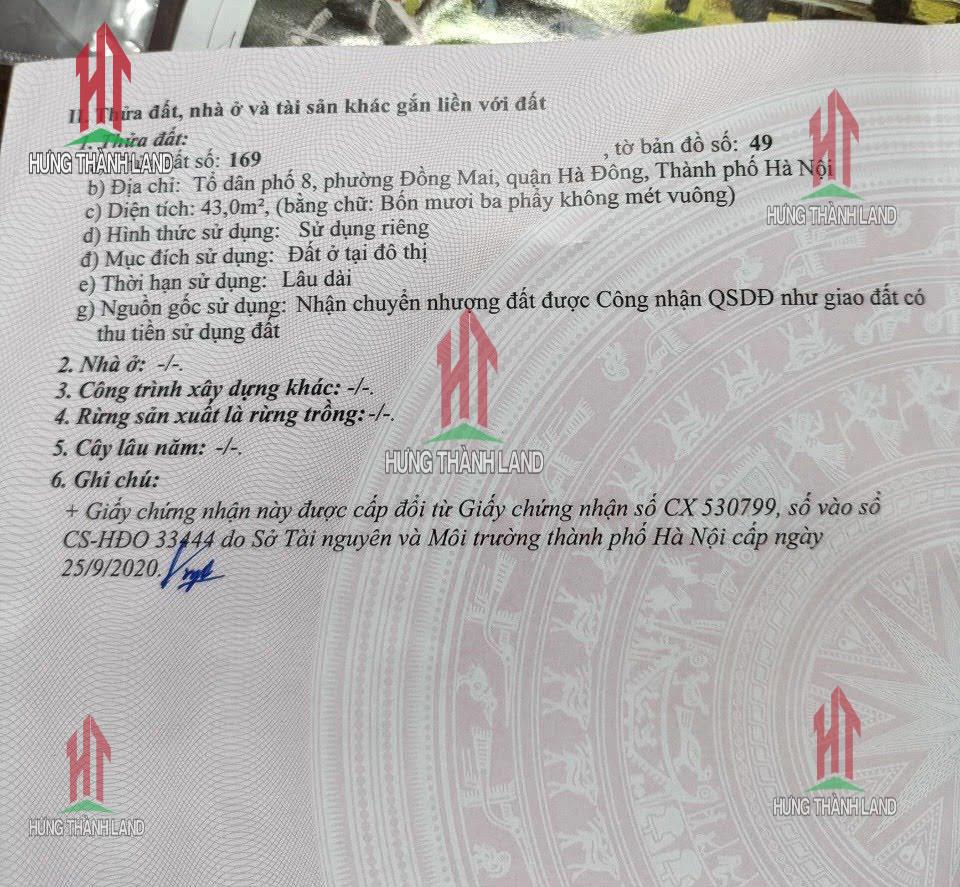 II. Thửa đất, nhà ở và tài sản khác gắn liền với đất
1. Thửa đất:
đất số: 169 , tờ bản đồ số: 49
b) Địa chỉ: Tổ dân phố 8, phường Đồng Mai, quận Hà Đông, Thành phố Hà Nội
c) Diện tích: 43,0m², (bằng chữ: Bốn mươi ba phẩy không mét vuông)
d) Hình thức sử dụng: Sử dụng riêng
đ) Mục đích sử dụng: Đất ở tại đô thị
e) Thời hạn sử dụng: Lâu dài
g) Nguồn gốc sử dụng: Nhận chuyển nhượng đất được Công nhận QSDĐ như giao đất có
thu tiền sử dụng đất
2. Nhà ở: -/-.
3. Công trình xây dựng khác: -/-.
4. Rừng sản xuất là rừng trồng: -/-.
5. Cây lâu năm: -/-.
6. Ghi chú:
+ Giấy chứng nhận này được cấp đổi từ Giấy chứng nhận số CX 530799, số vào sổ
CS-HĐO 33444 do Sở Tài nguyên và Môi trường thành phố Hà Nội cấp ngày
25/9/2020.
HƯNG THÀNH LAND
HƯNG THÀNH LAND
HƯNG THÀNH LAND
HƯNG THÀNH LAND
HƯNG THÀNH LAND